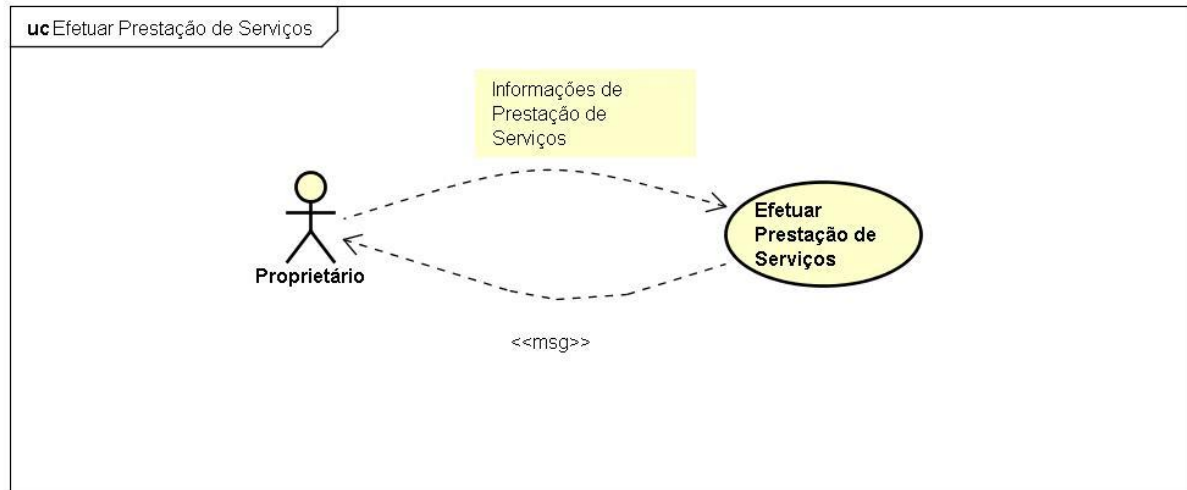 uc Efetuar Prestação de Serviços
Informações de
Prestação de
Serviços
Efetuar
Prestação de
Serviços
Proprietário
<<msg>>